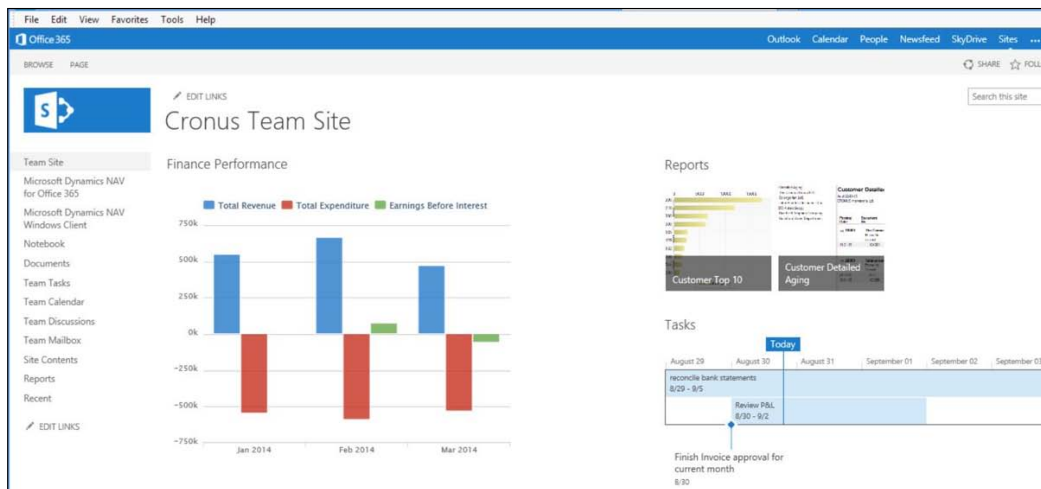 File Edit View Favorites Tools Help
Office 365
Outlook Calendar People Newsfeed SkyDrive Sites ...
BROWSE PAGE
SHARE FOLL
S
EDIT LINKS
Search this site
Cronus Team Site
Team Site
Microsoft Dynamics NAV
for Office 365
Microsoft Dynamics NAV
Windows Client
Notebook
Documents
Team Tasks
Team Calendar
Team Discussions
Team Mailbox
Site Contents
Reports
Recent
EDIT LINKS
Finance Performance
Total Revenue Total Expenditure Earnings Before Interest
750k
500k
250k
0k
-250k
-500k
-750k
Jan 2014 Feb 2014 Mar 2014
Reports
Customer Top 10
Customer Detailed
Customer Detailed
Aging
Tasks
Today
August 29 August 30 August 31 September 01 September 02 September 03
reconcile bank statements
8/29 - 9/5
Review P&L
8/30 - 9/2
Finish Invoice approval for
current month
8/30